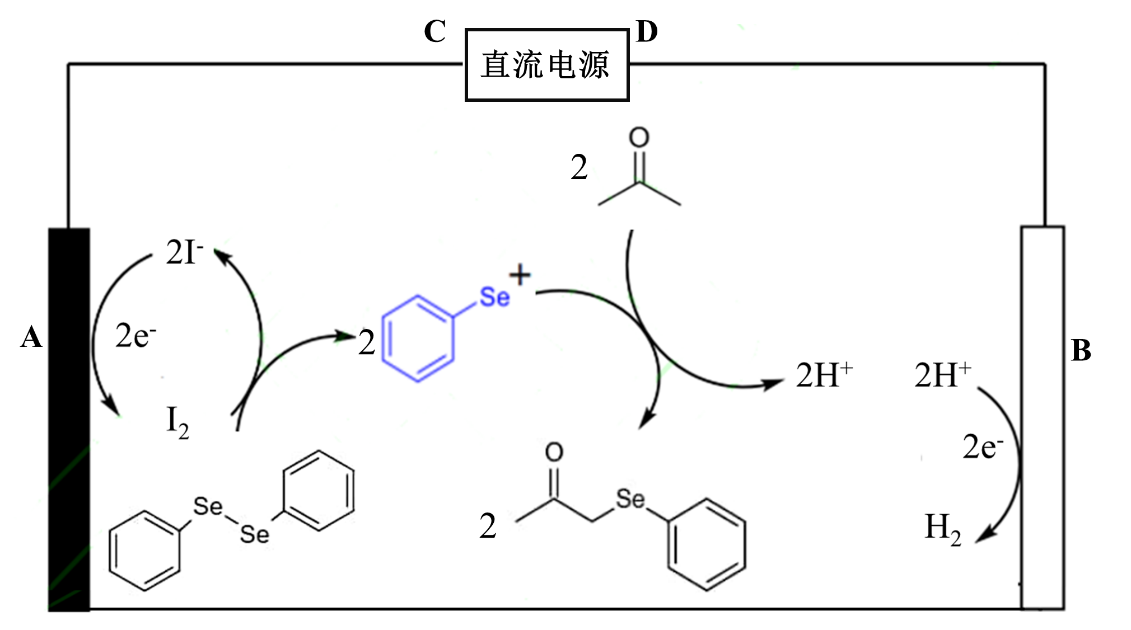 C
直流电源
D
O
2
2I⁻
Se⁺
A
2e⁻
2
B
2H⁺
2H⁺
I₂
2e⁻
O
Se
Se
2
Se
H₂